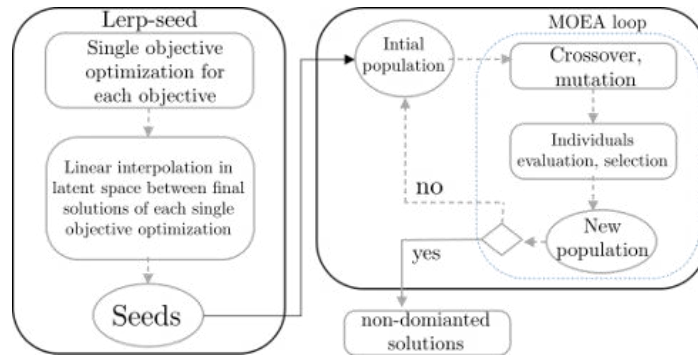 Lerp-seed
Single objective
optimization for
each objective
Linear interpolation in
latent space between final
solutions of each single
objective optimization
Seeds
MOEA loop
Intial
population
Crossover,
mutation
Individuals
evaluation, selection
New
population
no
yes
non-domianted
solutions